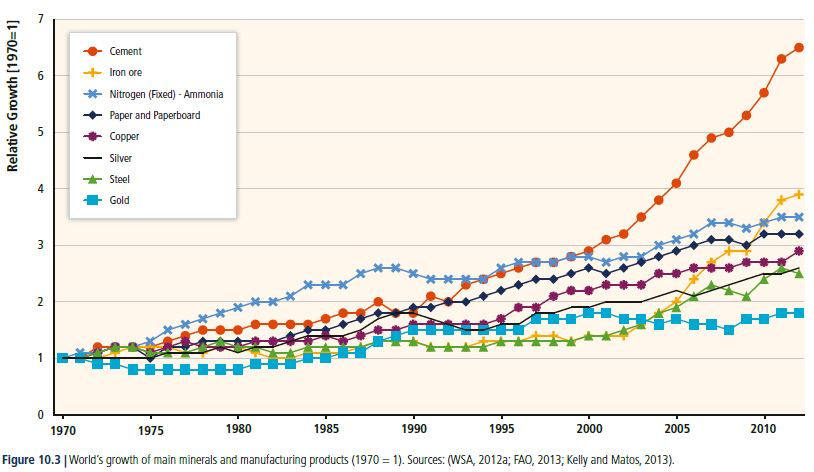 Relative Growth [1970=1]
7
6
5
4
3
2
1
0
Cement
Iron ore
Nitrogen (Fixed) - Ammonia
Paper and Paperboard
Copper
Silver
Steel
Gold
1970 1975 1980 1985 1990 1995 2000 2005 2010
Figure 10.3 | World's growth of main minerals and manufacturing products (1970 = 1). Sources: (WSA, 2012a; FAO, 2013; Kelly and Matos, 2013).